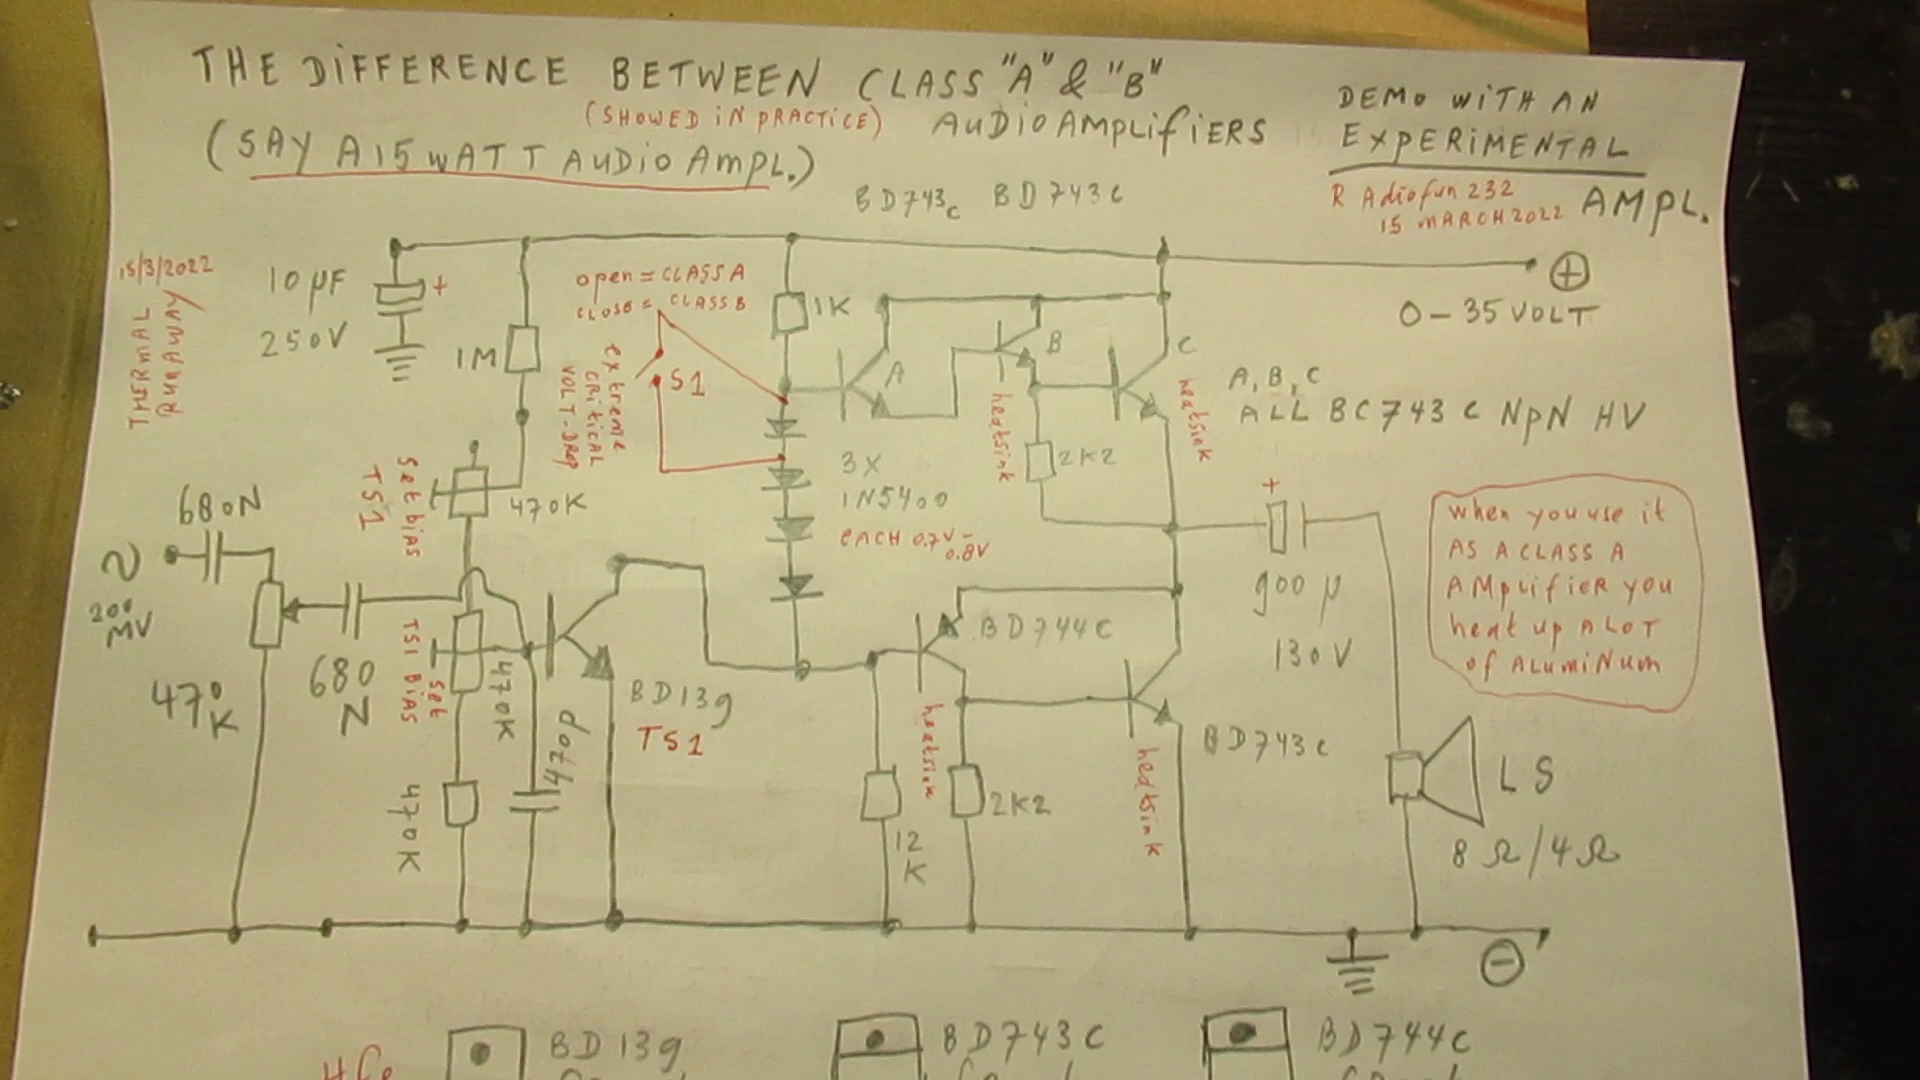 THE DIFFERENCE BETWEEN CLASS "A" & "B"
(SHOWED IN PRACTICE) AUDIO AMPLIFIERS
(SAY A 15 WATT AUDIO AMPL.)
DEMO WITH AN
EXPERIMENTAL
AMPL.
RAdiofun 232
15 MARCH 2022
BD743c BD743c
15/3/2022
THERMAL
RUNAWAY
10 µF
250V
+
1M
open = CLASS A
CLOSE = CLASS B
S1
extreme
CRITICAL
VOLT-DROP
1K
A
B
C
+
0-35 VOLT
A, B, C
ALL BC743C NPN HV
heatsink
heatsink
2K2
3X
1N5400
EACH 0.7V-
0.8V
Set bias
TS1
470K
680N
200
MV
470
K
680
N
TS1 BIAS
Set
470K
470K
470p
BD139
TS1
BD744C
heatsink
12
K
2K2
BD743c
heatsink
+
900 µ
130V
when you use it
AS A CLASS A
AMplifiER you
heat up A LOT
of ALUMINUM
LS
8 Ω/4Ω
-
BD139
BD743C
BD744C